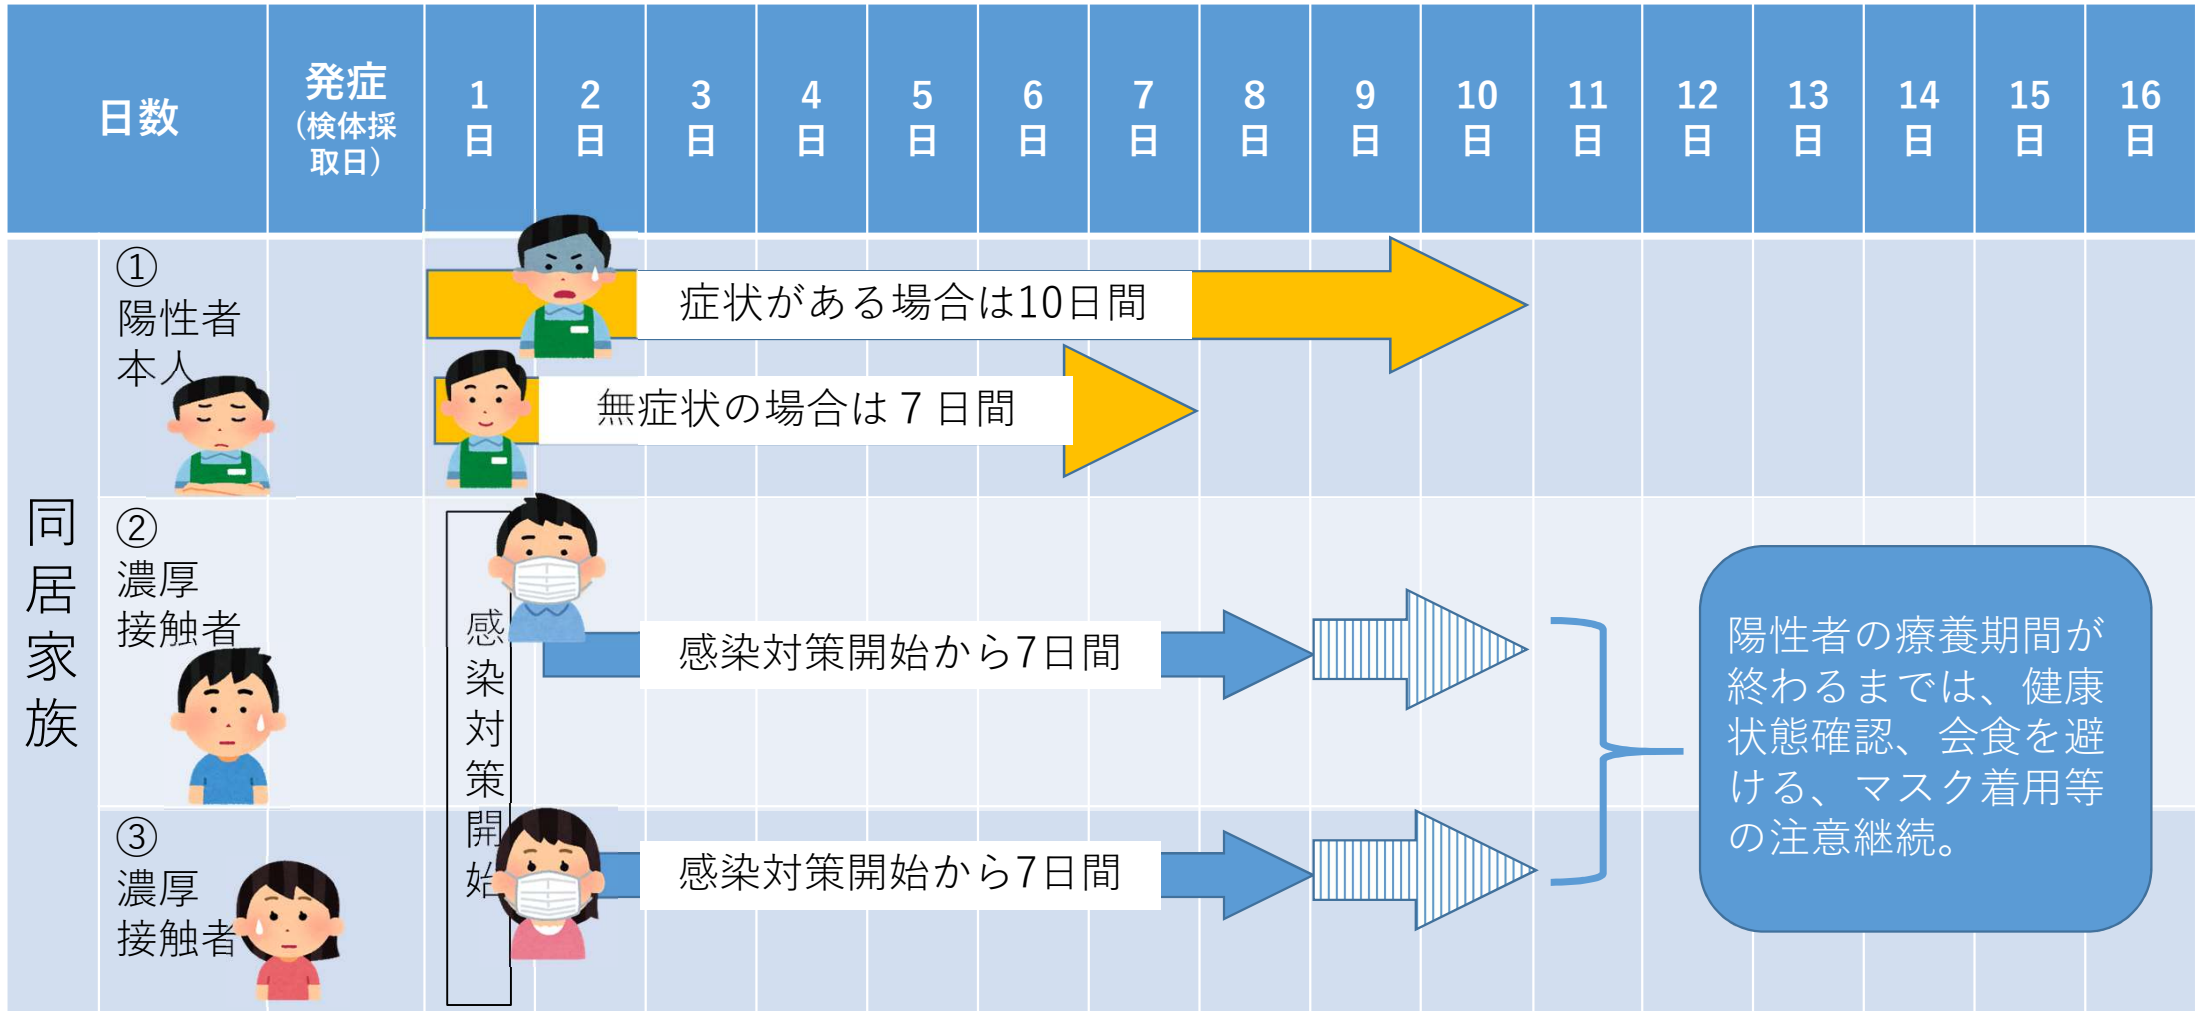 日数
発症
(検体採
取日)
1
日
2
日
3
日
4
日
5
日
6
日
7
日
8
日
9
日
10
日
11
日
12
日
13
日
14
日
15
日
16
日
同居家族
①
陽性者
本人
症状がある場合は10日間
無症状の場合は７日間
②
濃厚
接触者
感染対策開始
感染対策開始から7日間
陽性者の療養期間が
終わるまでは、健康
状態確認、会食を避
ける、マスク着用等
の注意継続。
③
濃厚
接触者
感染対策開始から7日間